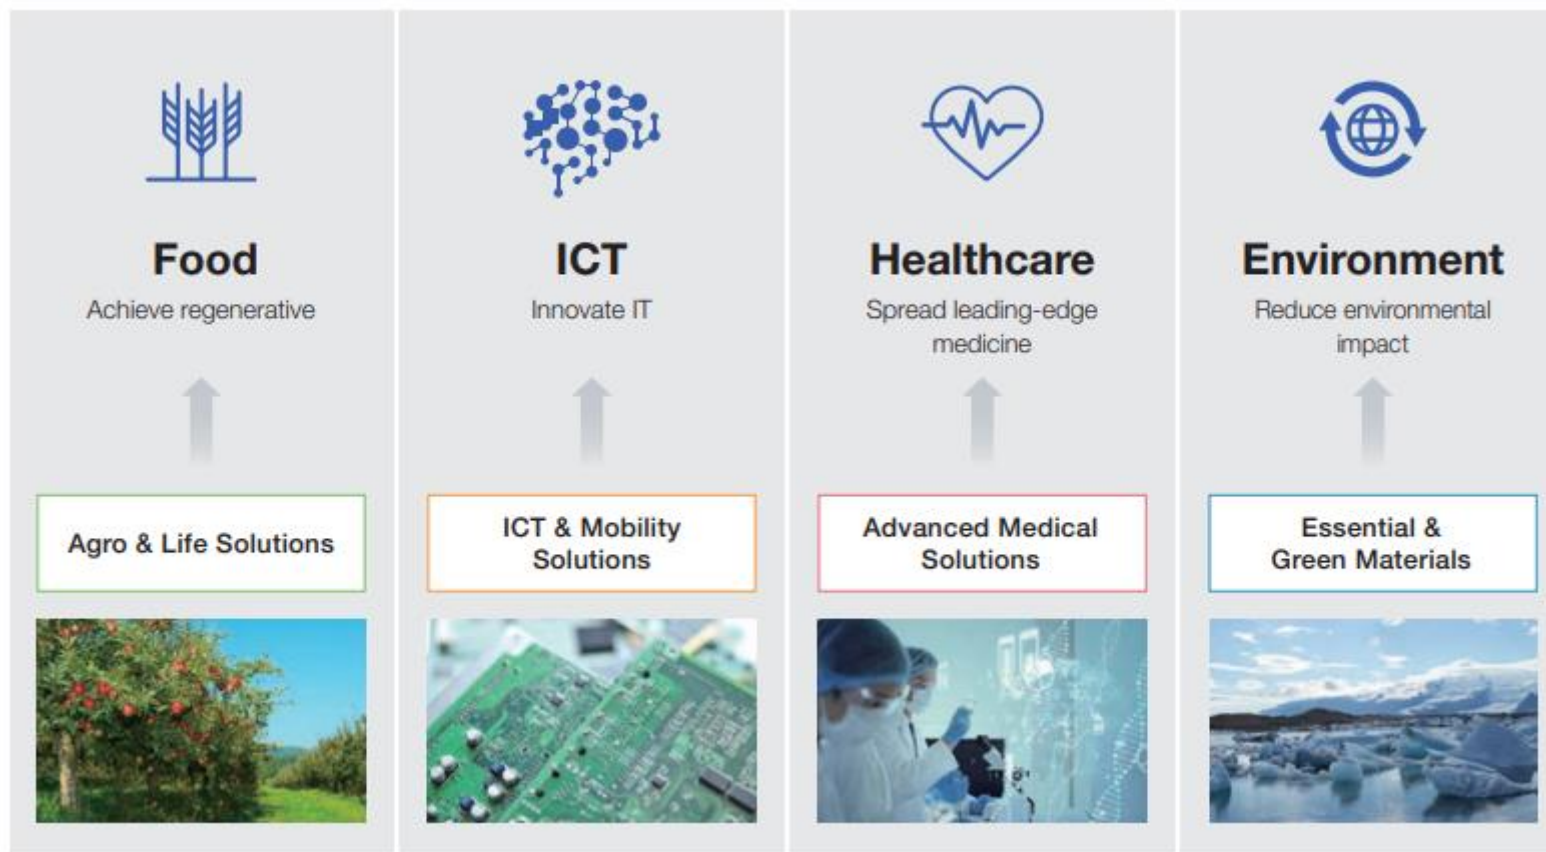 Food
Achieve regenerative
ICT
Innovate IT
Healthcare
Spread leading-edge
medicine
Environment
Reduce environmental
impact
Agro & Life Solutions
ICT & Mobility
Solutions
Advanced Medical
Solutions
Essential &
Green Materials